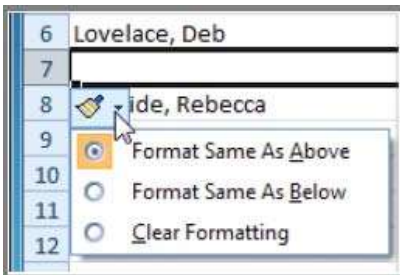 6 Lovelace, Deb
7
8 ide, Rebecca
9 Format Same As Above
10 Format Same As Below
11
12 Clear Formatting